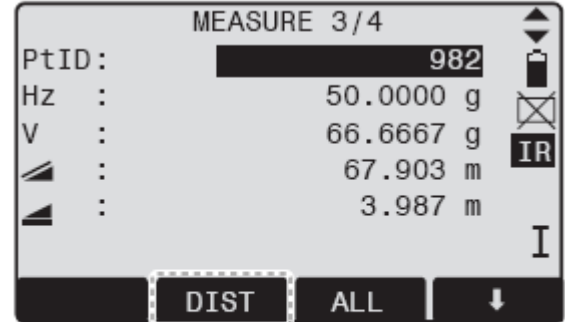 MEASURE 3/4
PtID: 982
Hz : 50.0000 g
V : 66.6667 g
: 67.903 m
: 3.987 m
IR
I
DIST ALL